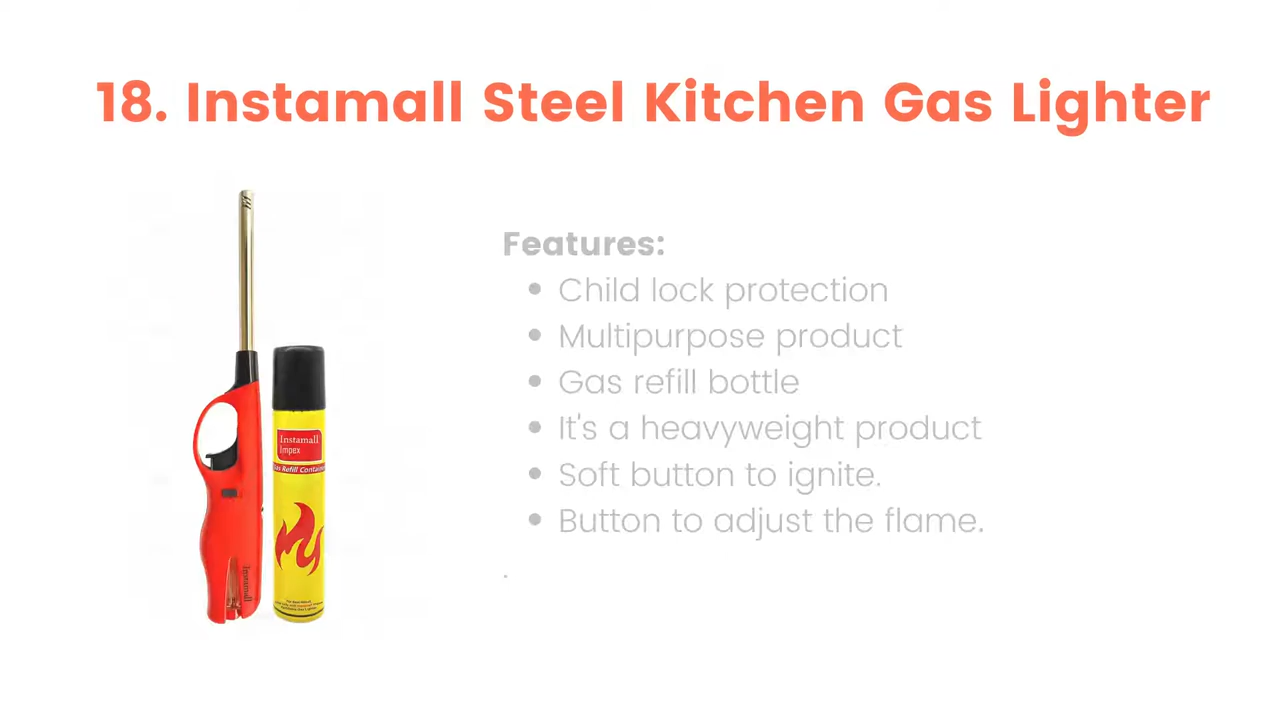 18. Instamall Steel Kitchen Gas Lighter
Features:
Child lock protection
Multipurpose product
Gas refill bottle
It's a heavyweight product
Soft button to ignite.
Button to adjust the flame.
.
Instamall
Impex
Gas Refill Container
Instamall